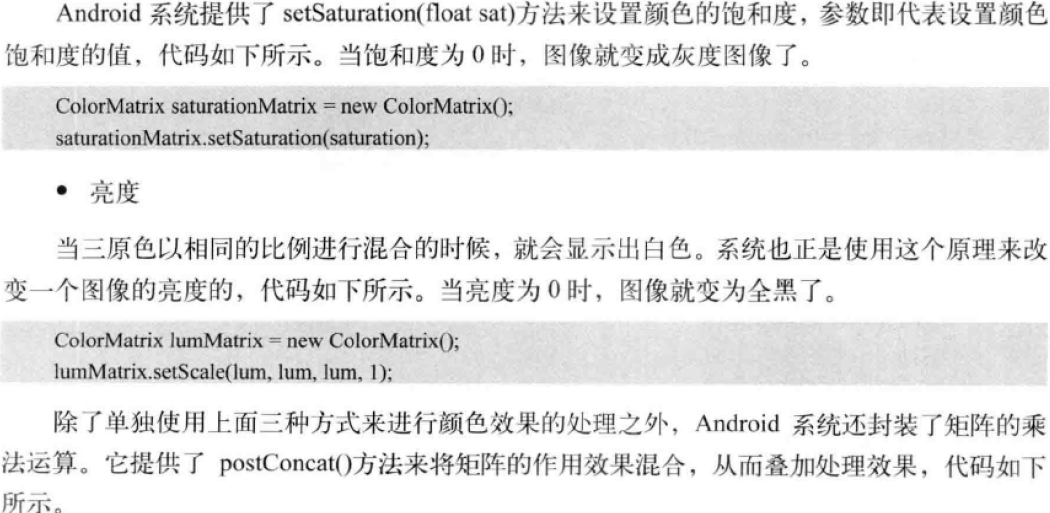 Android 系统提供了 setSaturation(float sat)方法来设置颜色的饱和度，参数即代表设置颜色
饱和度的值，代码如下所示。当饱和度为 0 时，图像就变成灰度图像了。
ColorMatrix saturationMatrix = new ColorMatrix();
saturationMatrix.setSaturation(saturation);
● 亮度
当三原色以相同的比例进行混合的时候，就会显示出白色。系统也正是使用这个原理来改
变一个图像的亮度的，代码如下所示。当亮度为 0 时，图像就变为全黑了。
ColorMatrix lumMatrix = new ColorMatrix();
lumMatrix.setScale(lum, lum, lum, 1);
除了单独使用上面三种方式来进行颜色效果的处理之外，Android 系统还封装了矩阵的乘
法运算。它提供了 postConcat()方法来将矩阵的作用效果混合，从而叠加处理效果，代码如下
所示。